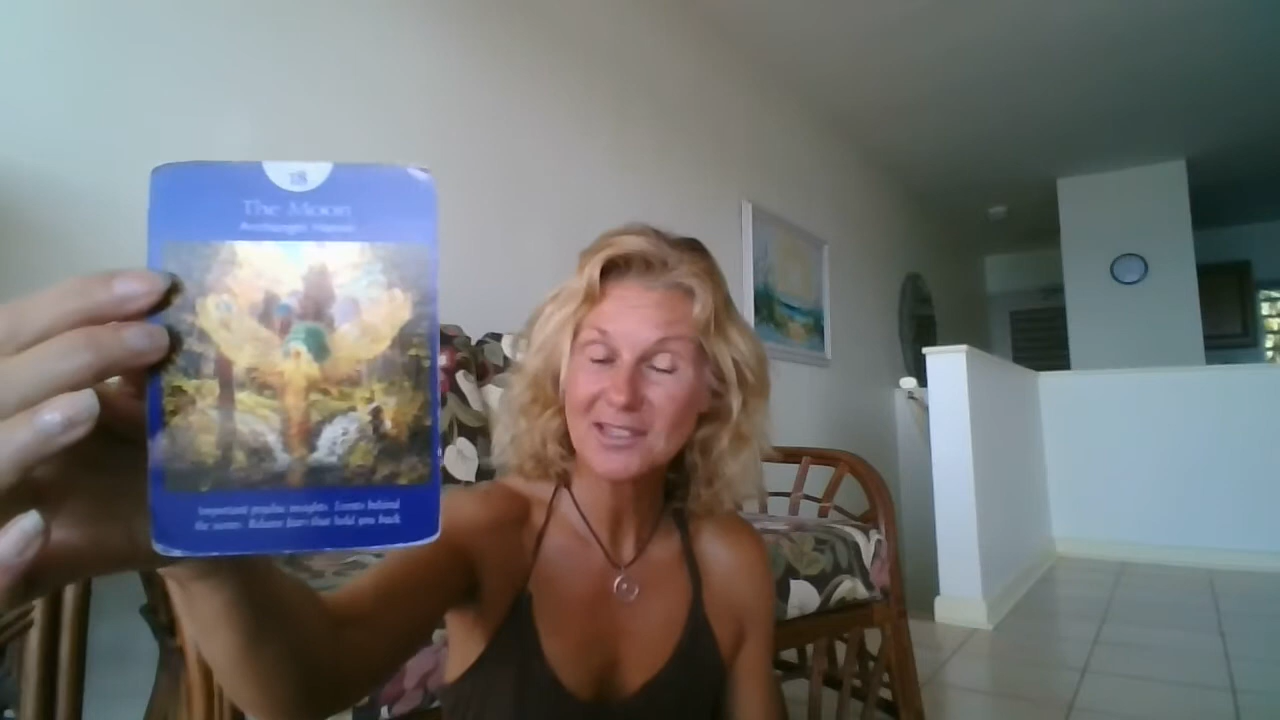 18
The Moon
Archangel Haniel
Important psychic insights. Events behind
the scenes. Release fears that hold you back